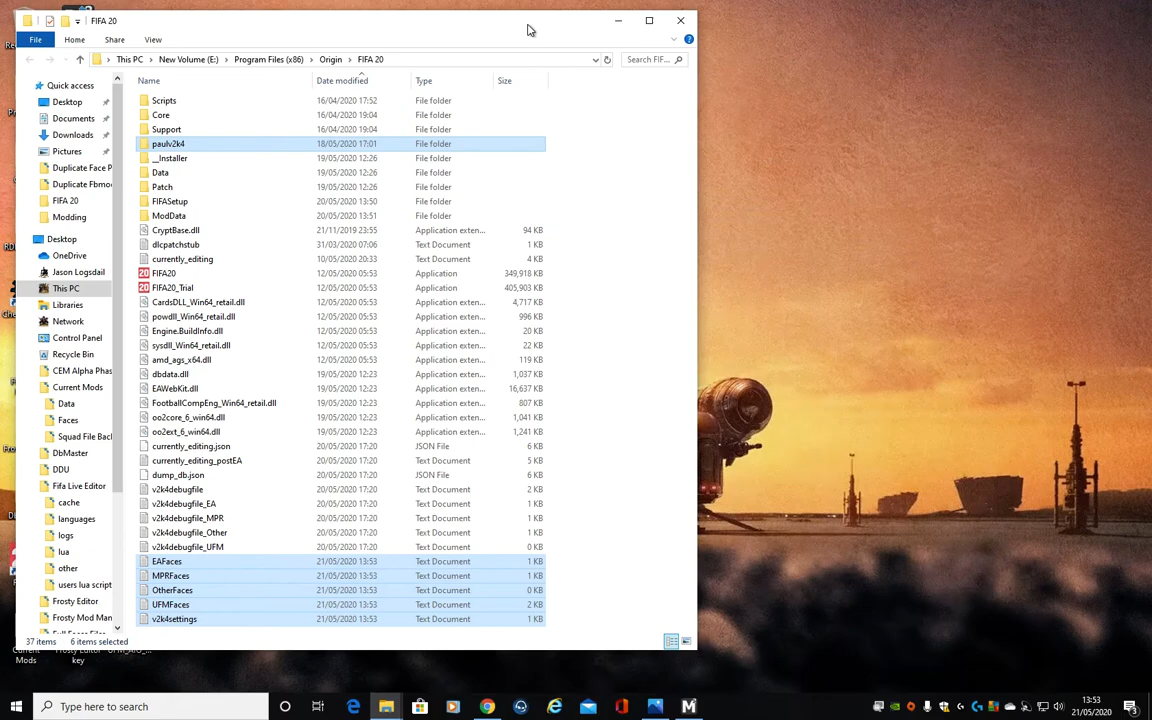 FIFA 20
File Home Share View
This PC New Volume (E:) Program Files (x86) Origin FIFA 20
Search FIF...
Name Date modified Type Size
Quick access
Desktop
Documents
Downloads
Pictures
Duplicate Face P
Duplicate Fbmo
FIFA 20
Modding
Desktop
OneDrive
Jason Logsdail
This PC
Libraries
Network
Control Panel
Recycle Bin
CEM Alpha Phas
Current Mods
Data
Faces
Squad File Back
DbMaster
DDU
Fifa Live Editor
cache
languages
logs
lua
other
users lua script
Frosty Editor
Frosty Mod Man
Scripts 16/04/2020 17:52 File folder
Core 16/04/2020 19:04 File folder
Support 16/04/2020 19:04 File folder
paulv2k4 18/05/2020 17:01 File folder
__Installer 19/05/2020 12:26 File folder
Data 19/05/2020 12:26 File folder
Patch 19/05/2020 12:26 File folder
FIFASetup 20/05/2020 13:50 File folder
ModData 20/05/2020 13:51 File folder
CryptBase.dll 21/11/2019 23:55 Application exten... 94 KB
dlcpatchstub 31/03/2020 07:06 Text Document 1 KB
currently_editing 10/05/2020 20:33 Text Document 4 KB
FIFA20 12/05/2020 05:53 Application 349,918 KB
FIFA20_Trial 12/05/2020 05:53 Application 405,903 KB
CardsDLL_Win64_retail.dll 12/05/2020 05:53 Application exten... 4,717 KB
powdll_Win64_retail.dll 12/05/2020 05:53 Application exten... 996 KB
Engine.BuildInfo.dll 12/05/2020 05:53 Application exten... 20 KB
sysdll_Win64_retail.dll 12/05/2020 05:53 Application exten... 22 KB
amd_ags_x64.dll 12/05/2020 05:53 Application exten... 119 KB
dbdata.dll 19/05/2020 12:23 Application exten... 1,037 KB
EAWebKit.dll 19/05/2020 12:23 Application exten... 16,637 KB
FootballCompEng_Win64_retail.dll 19/05/2020 12:23 Application exten... 807 KB
oo2core_6_win64.dll 19/05/2020 12:23 Application exten... 1,041 KB
oo2ext_6_win64.dll 19/05/2020 12:23 Application exten... 1,241 KB
currently_editing.json 20/05/2020 17:20 JSON File 6 KB
currently_editing_postEA 20/05/2020 17:20 Text Document 5 KB
dump_db.json 20/05/2020 17:20 JSON File 6 KB
v2k4debugfile 20/05/2020 17:20 Text Document 2 KB
v2k4debugfile_EA 20/05/2020 17:20 Text Document 1 KB
v2k4debugfile_MPR 20/05/2020 17:20 Text Document 1 KB
v2k4debugfile_Other 20/05/2020 17:20 Text Document 1 KB
v2k4debugfile_UFM 20/05/2020 17:20 Text Document 0 KB
EAFaces 21/05/2020 13:53 Text Document 1 KB
MPRFaces 21/05/2020 13:53 Text Document 1 KB
OtherFaces 21/05/2020 13:53 Text Document 0 KB
UFMFaces 21/05/2020 13:53 Text Document 2 KB
v2k4settings 21/05/2020 13:53 Text Document 1 KB
37 items 6 items selected
Mods
Frosty Editor
key
Type here to search
13:53
21/05/2020